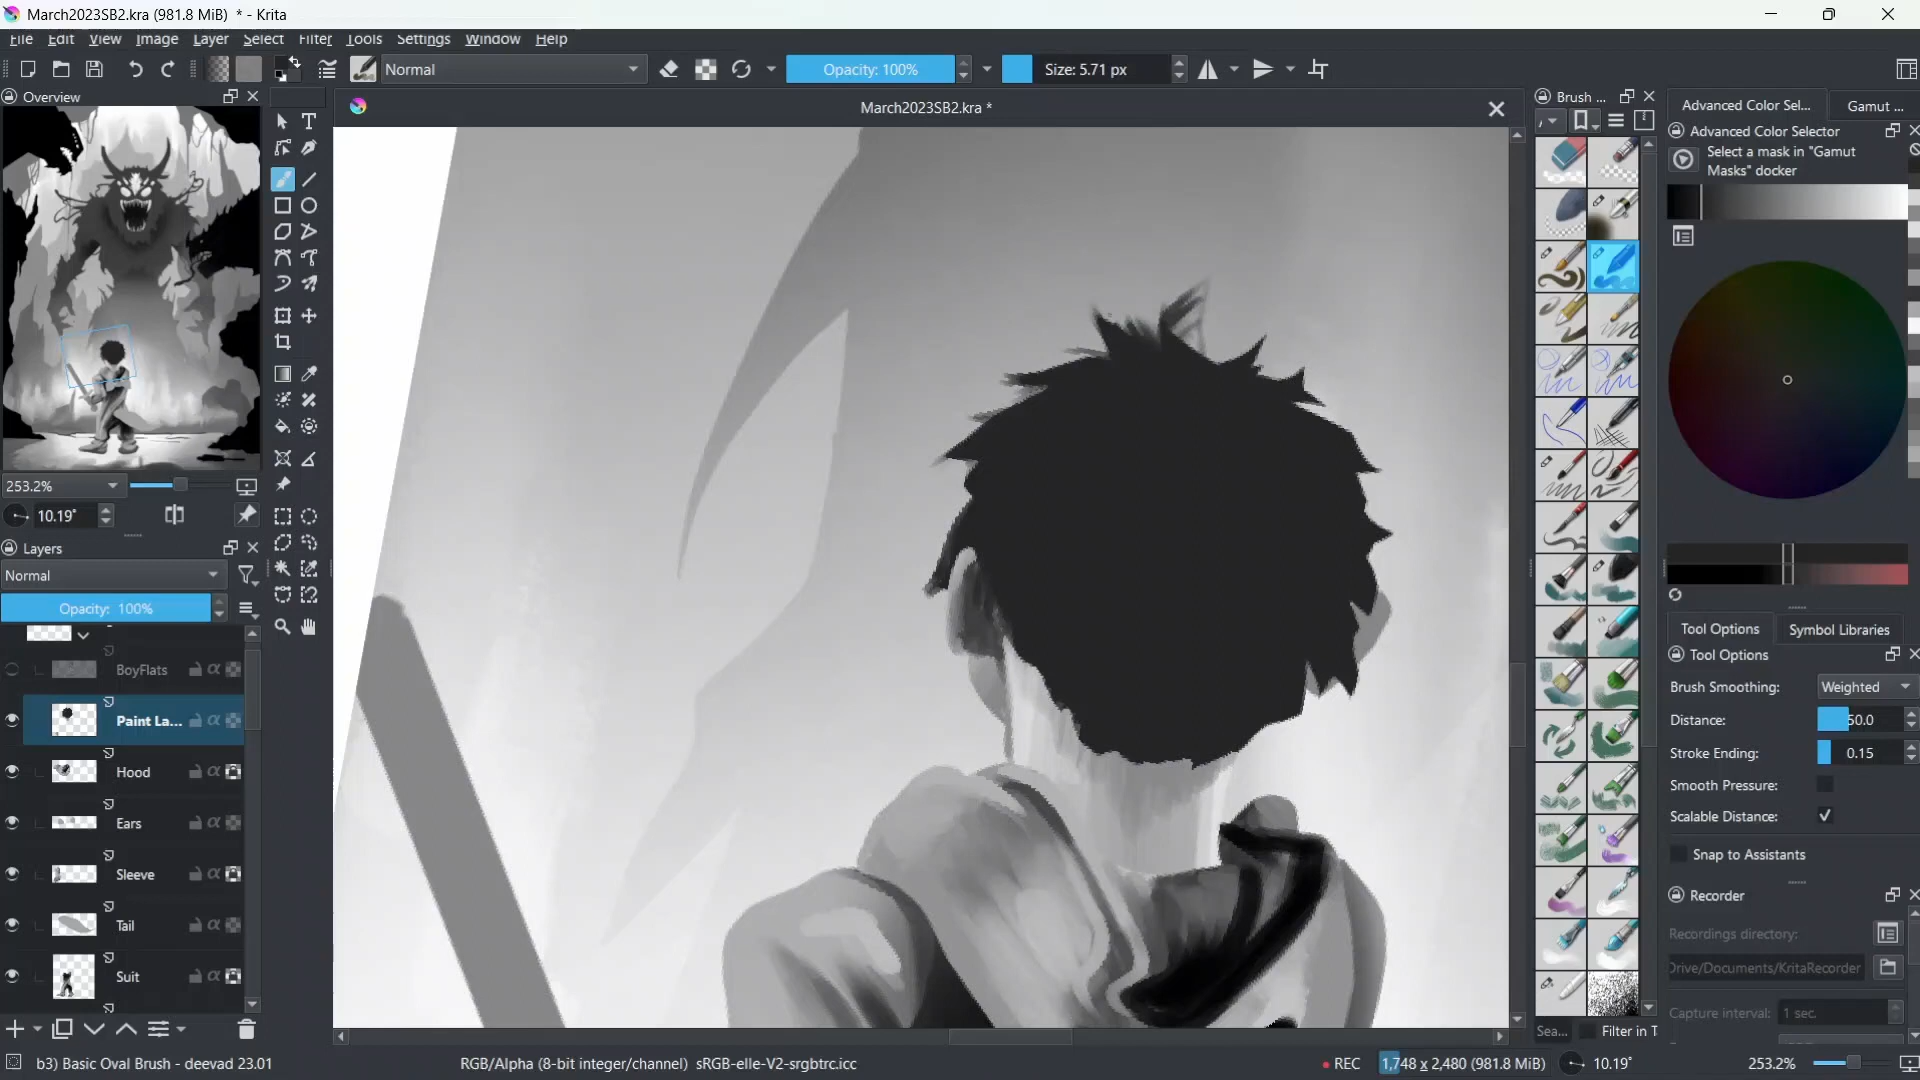 March2023SB2.kra (981.8 MiB) * - Krita
File Edit View Image Layer Select Filter Tools Settings Window Help
Normal
Opacity: 100%
Size: 5.71 px
Overview
March2023SB2.kra *
253.2%
10.19°
Layers
Normal
Opacity: 100%
BoyFlats
Paint La...
Hood
Ears
Sleeve
Tail
Suit
Brush ...
Sea...
Filter in T
Advanced Color Sel...
Gamut ...
Advanced Color Selector
Select a mask in "Gamut
Masks" docker
Tool Options
Symbol Libraries
Tool Options
Brush Smoothing:
Weighted
Distance:
50.0
Stroke Ending:
0.15
Smooth Pressure:
Scalable Distance:
Snap to Assistants
Recorder
Recordings directory:
Drive/Documents/KritaRecorder
Capture interval:
1 sec.
b3) Basic Oval Brush - deevad 23.01
RGB/Alpha (8-bit integer/channel) sRGB-elle-V2-srgbtrc.icc
REC
1,748 x 2,480 (981.8 MiB)
10.19°
253.2%